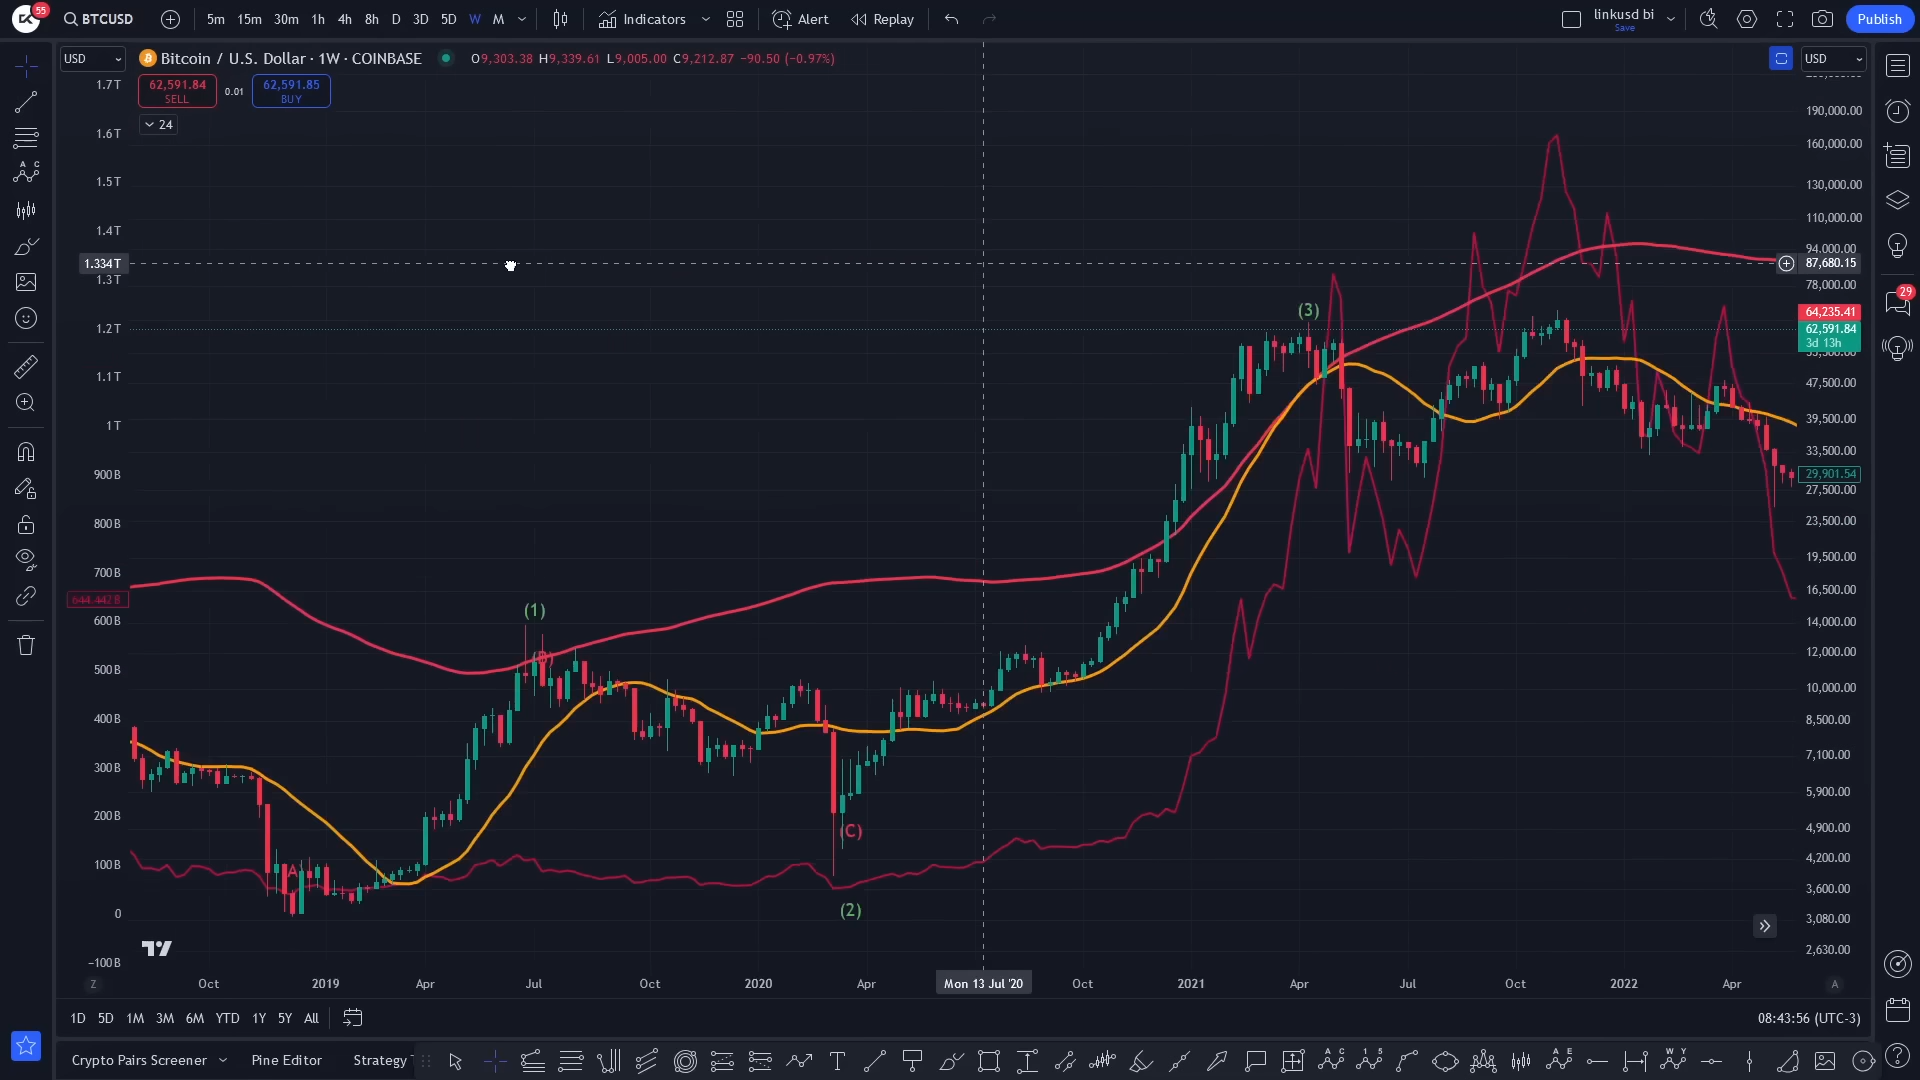 55
BTCUSD
5m 15m 30m 1h 4h 8h D 3D 5D W M
Indicators
Alert
Replay
linkusd bi
Save
Publish
USD
Bitcoin / U.S. Dollar · 1W · COINBASE
O9,303.38 H9,339.61 L9,005.00 C9,212.87 −90.50 (−0.97%)
USD
62,591.84
SELL
0.01
62,591.85
BUY
24
1.7T
1.6T
1.5T
1.4T
1.334T
1.3T
1.2T
1.1T
1T
900B
800B
700B
644.442B
600B
500B
400B
300B
200B
100B
0
−100B
(1)
(B)
A
(C)
(2)
(3)
190,000.00
160,000.00
130,000.00
110,000.00
94,000.00
87,680.15
78,000.00
64,235.41
62,591.84
3d 13h
47,500.00
39,500.00
33,500.00
29,901.54
27,500.00
23,500.00
19,500.00
16,500.00
14,000.00
12,000.00
10,000.00
8,500.00
7,100.00
5,900.00
4,900.00
4,200.00
3,600.00
3,080.00
2,630.00
29
Z
Oct 2019 Apr Jul Oct 2020 Apr Mon 13 Jul '20 Oct 2021 Apr Jul Oct 2022 Apr
A
1D 5D 1M 3M 6M YTD 1Y 5Y All
08:43:56 (UTC-3)
Crypto Pairs Screener
Pine Editor
Strategy